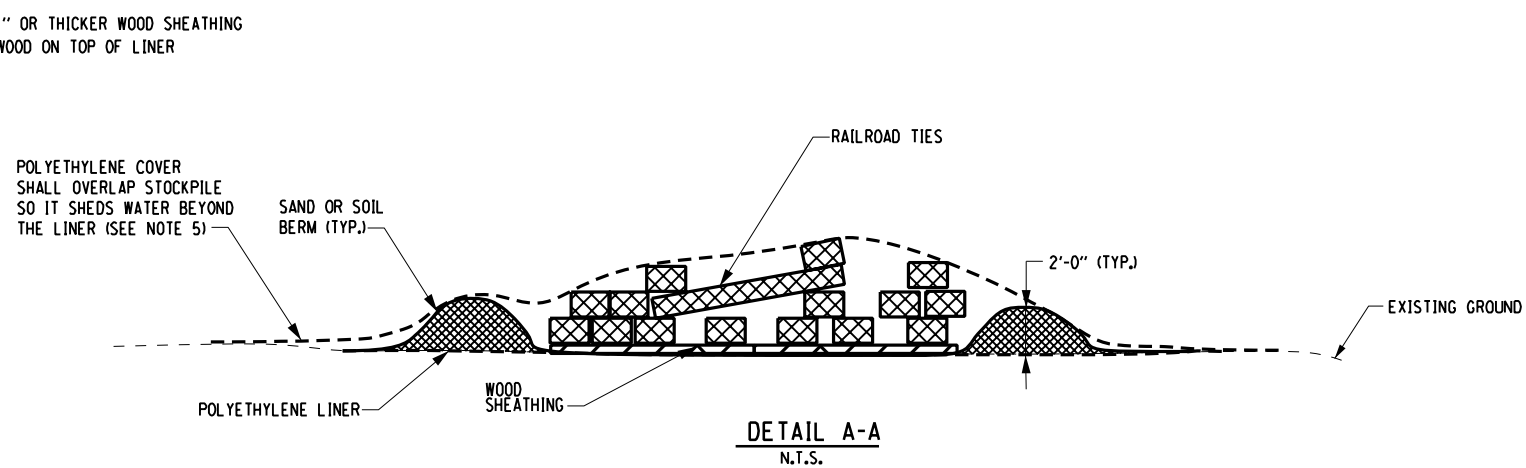 " OR THICKER WOOD SHEATHING
WOOD ON TOP OF LINER
RAILROAD TIES
POLYETHYLENE COVER
SHALL OVERLAP STOCKPILE
SO IT SHEDS WATER BEYOND
THE LINER (SEE NOTE 5)
SAND OR SOIL
BERM (TYP.)
2'-0" (TYP.)
EXISTING GROUND
WOOD
SHEATHING
POLYETHYLENE LINER
DETAIL A-A
N.T.S.